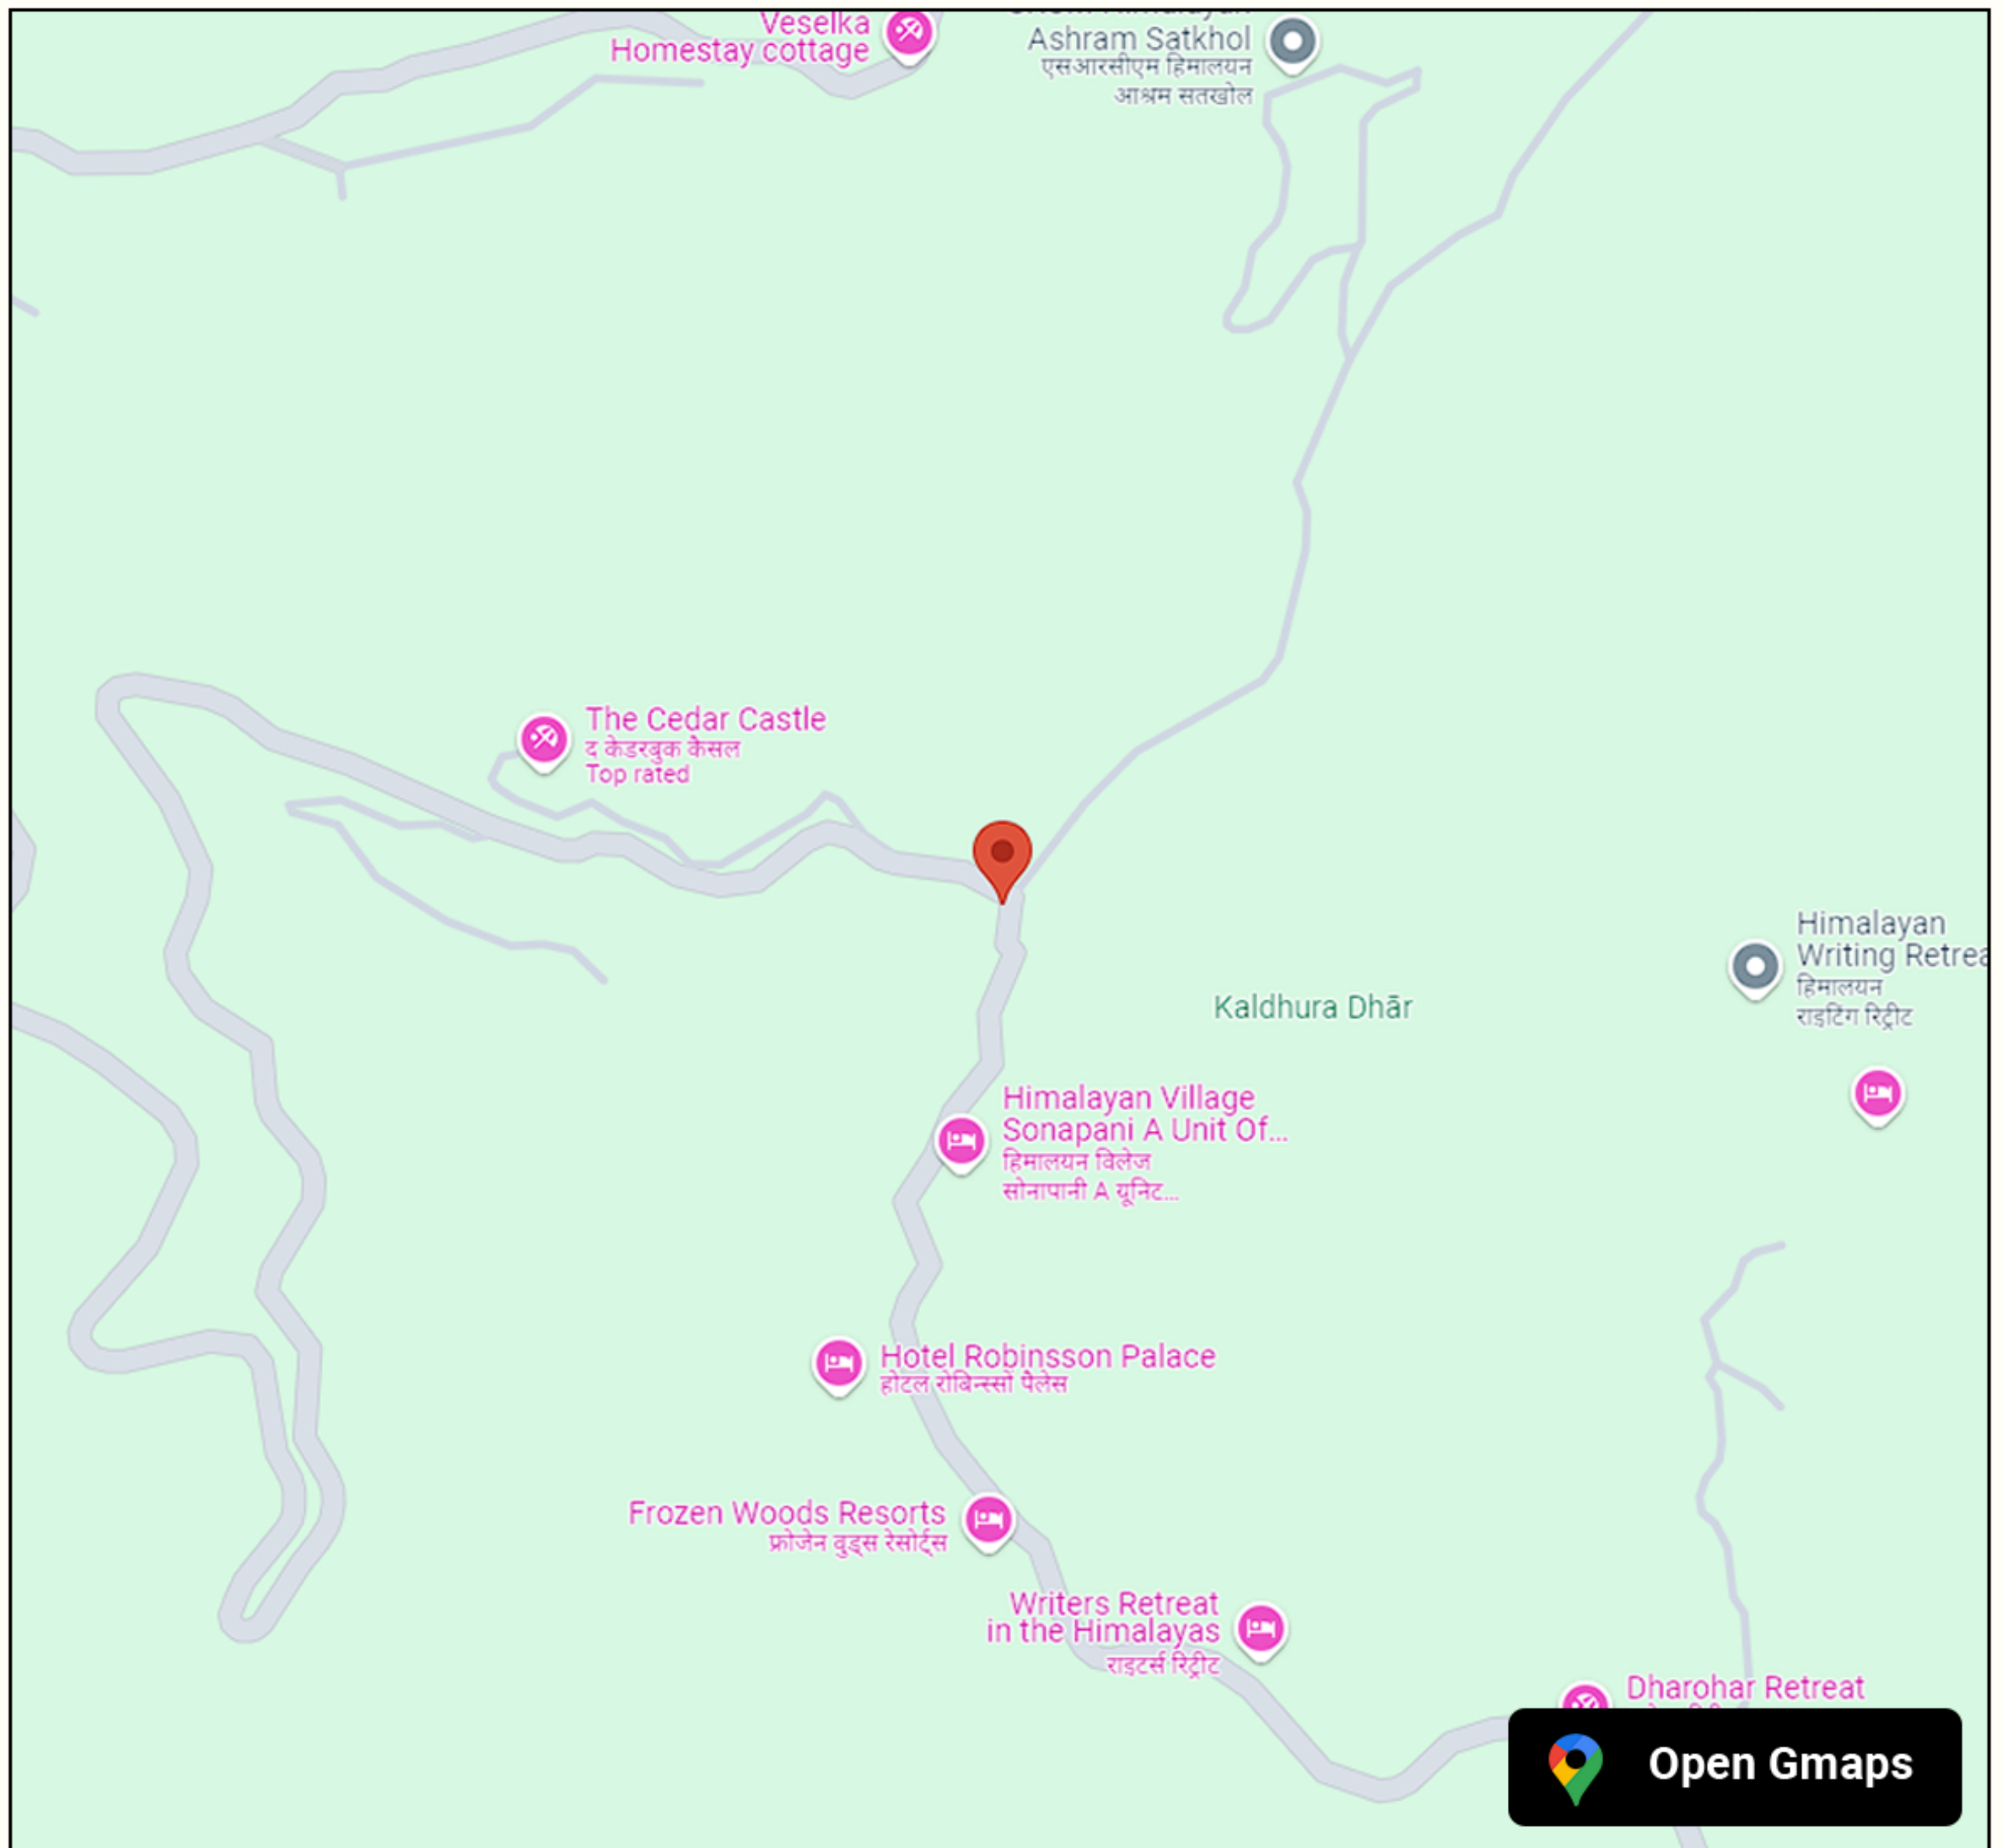 Veselka
Homestay cottage
Ashram Satkhol
एसआरसीएम हिमालयन
आश्रम सतखोल
The Cedar Castle
द केडरबुक कैसल
Top rated
Himalayan
Writing Retrea
हिमालयन
राइटिंग रिट्रीट
Kaldhura Dhār
Himalayan Village
Sonapani A Unit Of...
हिमालयन विलेज
सोनापानी A यूनिट...
Hotel Robinsson Palace
होटल रोबिन्स्सों पैलेस
Frozen Woods Resorts
फ्रोजेन वुड्स रेसोर्ट्स
Writers Retreat
in the Himalayas
राइटर्स रिट्रीट
Dharohar Retreat
Open Gmaps